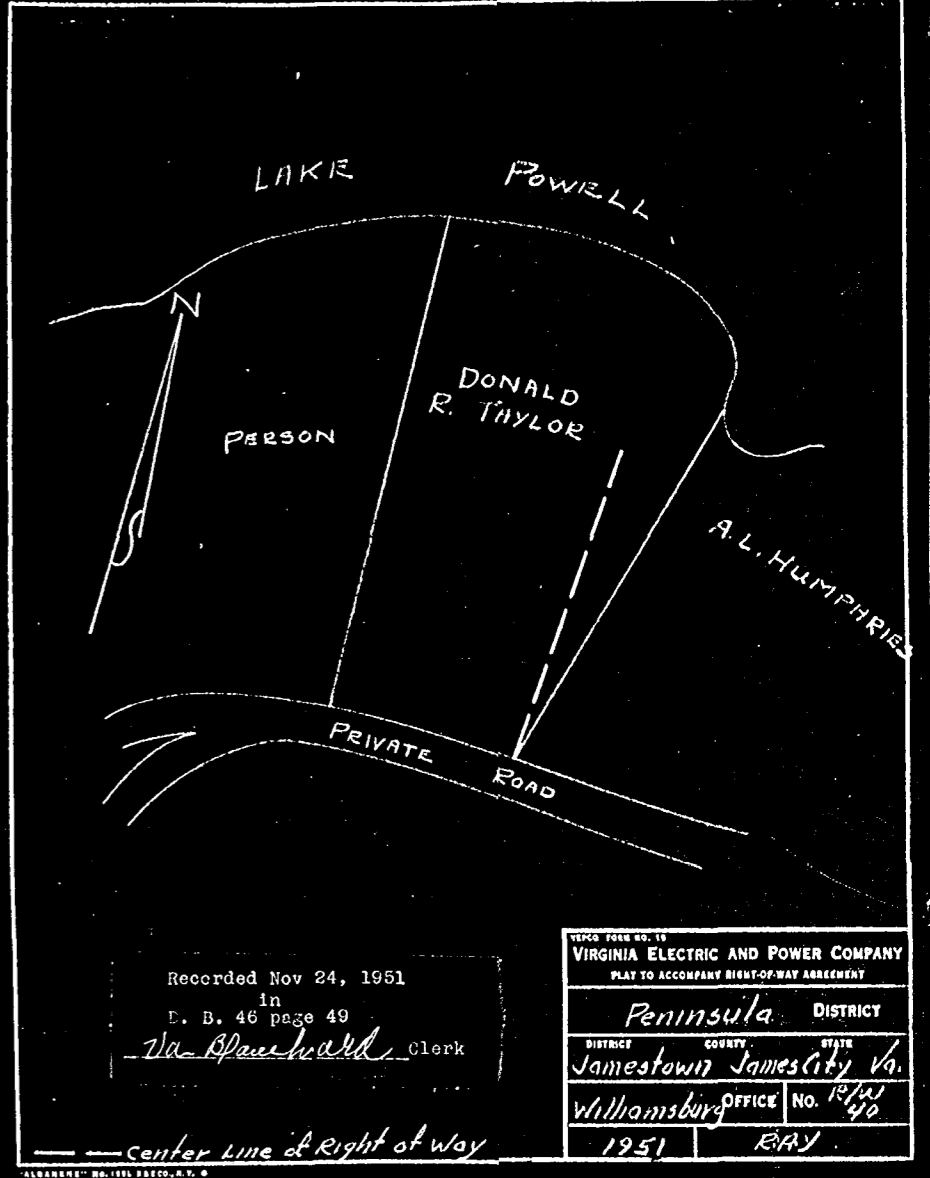 LAKE POWELL
N
DONALD
R. TAYLOR
PERSON
S
A. L. HUMPHRIES
PRIVATE ROAD
Recorded Nov 24, 1951
in
D. B. 46 page 49
Clerk
VEPCO FORM NO. 16
VIRGINIA ELECTRIC AND POWER COMPANY
PLAT TO ACCOMPANY RIGHT-OF-WAY AGREEMENT
Peninsula DISTRICT
DISTRICT COUNTY STATE
Jamestown James City Va.
Williamsburg OFFICE No. R/W 40
1951 RAY
Center Line of Right of Way